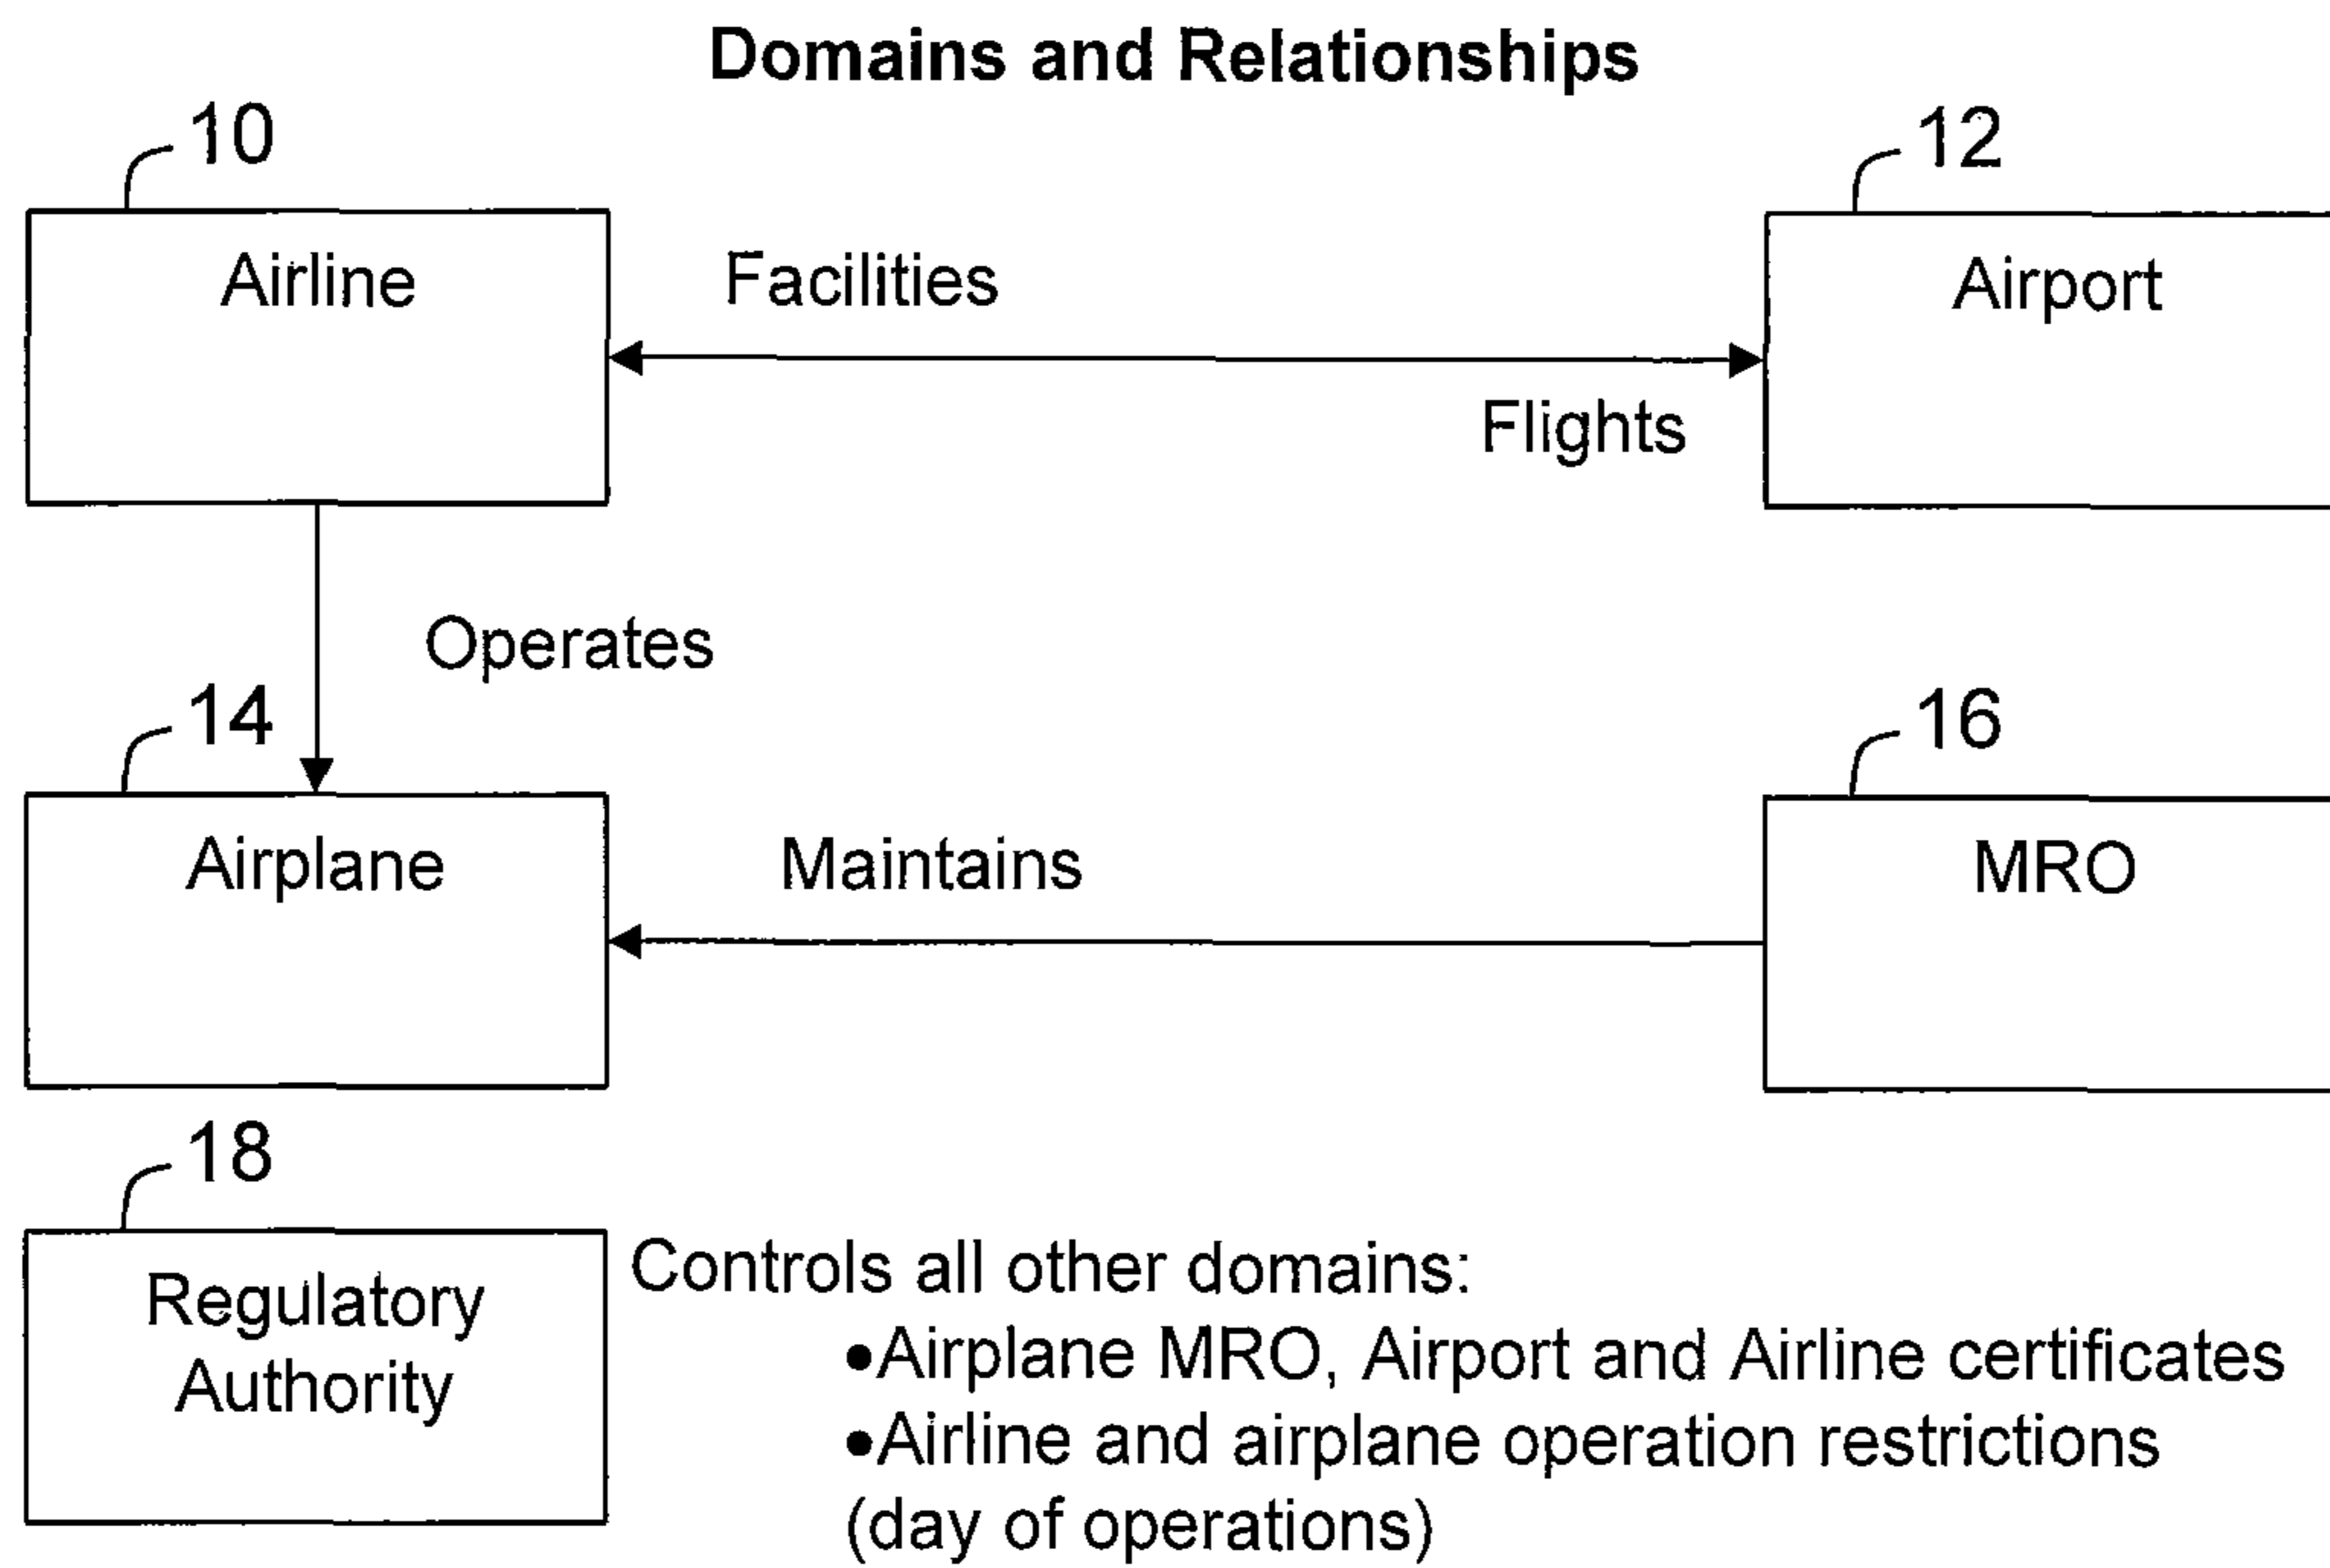 Domains and Relationships
10
12
Airline
Facilities
Airport
Flights
Operates
14
16
Airplane
Maintains
MRO
18
Regulatory
Authority
Controls all other domains:
•Airplane MRO, Airport and Airline certificates
•Airline and airplane operation restrictions
(day of operations)